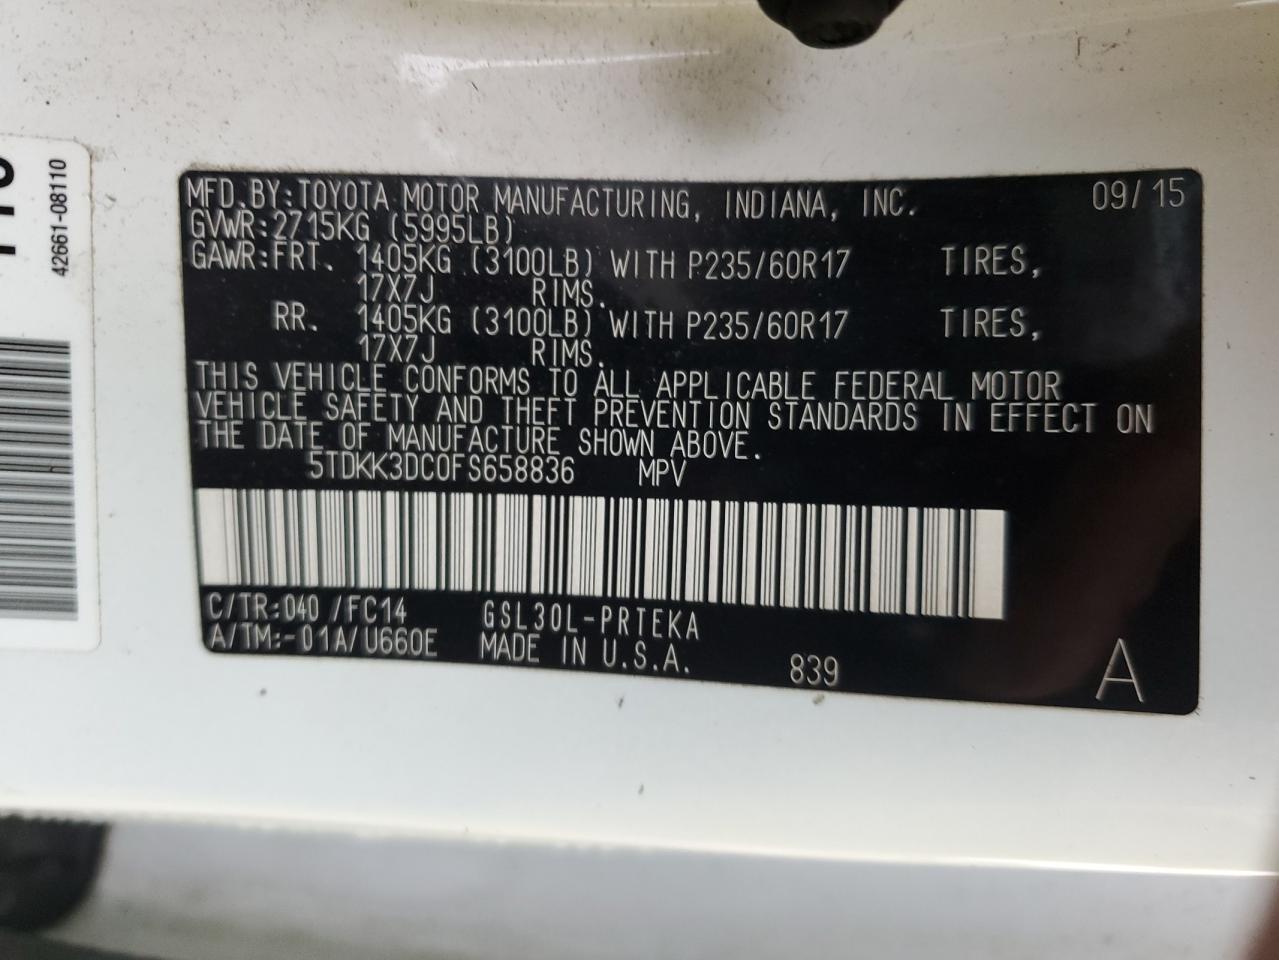 42661-08110
MFD.BY:TOYOTA MOTOR MANUFACTURING, INDIANA, INC. 09/15
GVWR:2715KG (5995LB)
GAWR:FRT. 1405KG (3100LB) WITH P235/60R17 TIRES,
17X7J RIMS.
RR. 1405KG (3100LB) WITH P235/60R17 TIRES,
17X7J RIMS.
THIS VEHICLE CONFORMS TO ALL APPLICABLE FEDERAL MOTOR
VEHICLE SAFETY AND THEFT PREVENTION STANDARDS IN EFFECT ON
THE DATE OF MANUFACTURE SHOWN ABOVE.
5TDKK3DC0FS658836 MPV
C/TR:040 /FC14 GSL30L-PRTEKA
A/TM:-01A/U660E MADE IN U.S.A. 839 A